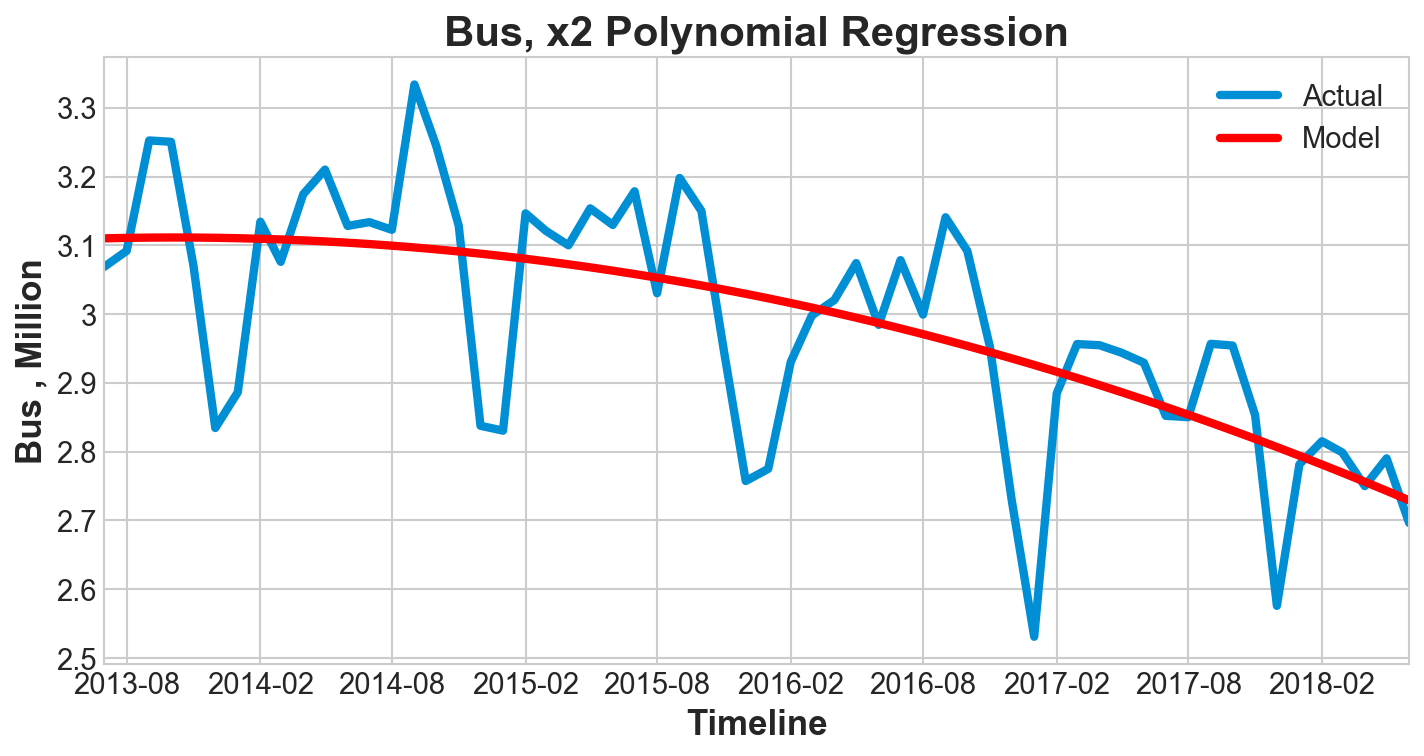 Bus, x2 Polynomial Regression
Actual
Model
3.3
3.2
3.1
3
2.9
2.8
2.7
2.6
2.5
Bus , Million
2013-08 2014-02 2014-08 2015-02 2015-08 2016-02 2016-08 2017-02 2017-08 2018-02
Timeline